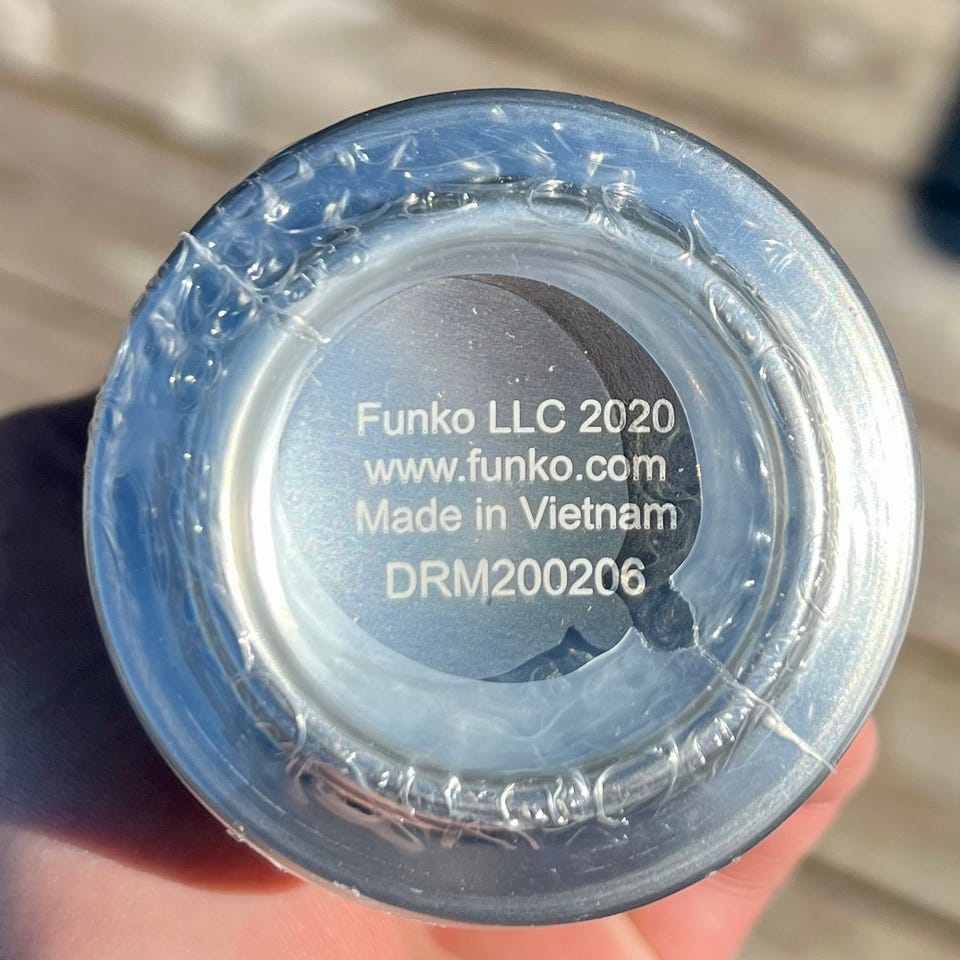 Funko LLC 2020
www.funko.com
Made in Vietnam
DRM200206